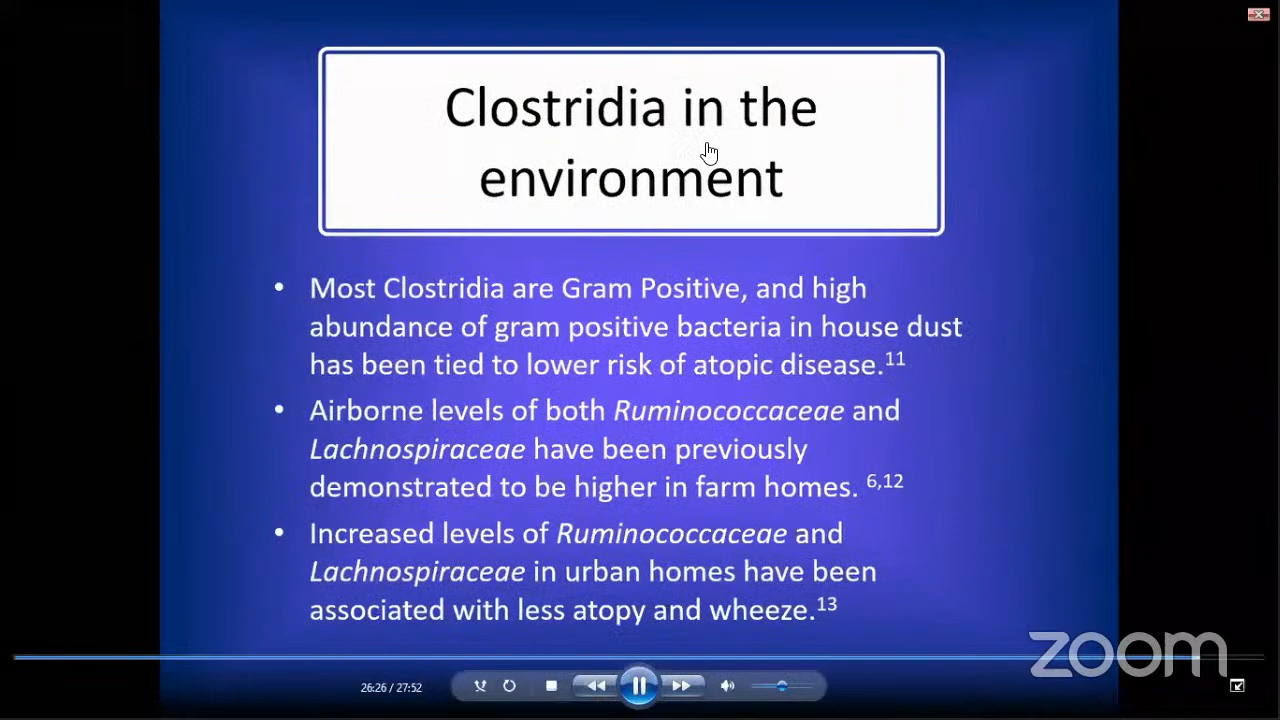 Clostridia in the
environment
• Most Clostridia are Gram Positive, and high
abundance of gram positive bacteria in house dust
has been tied to lower risk of atopic disease.11
• Airborne levels of both Ruminococcaceae and
Lachnospiraceae have been previously
demonstrated to be higher in farm homes. 6,12
• Increased levels of Ruminococcaceae and
Lachnospiraceae in urban homes have been
associated with less atopy and wheeze.13
zoom
26:26 / 27:52